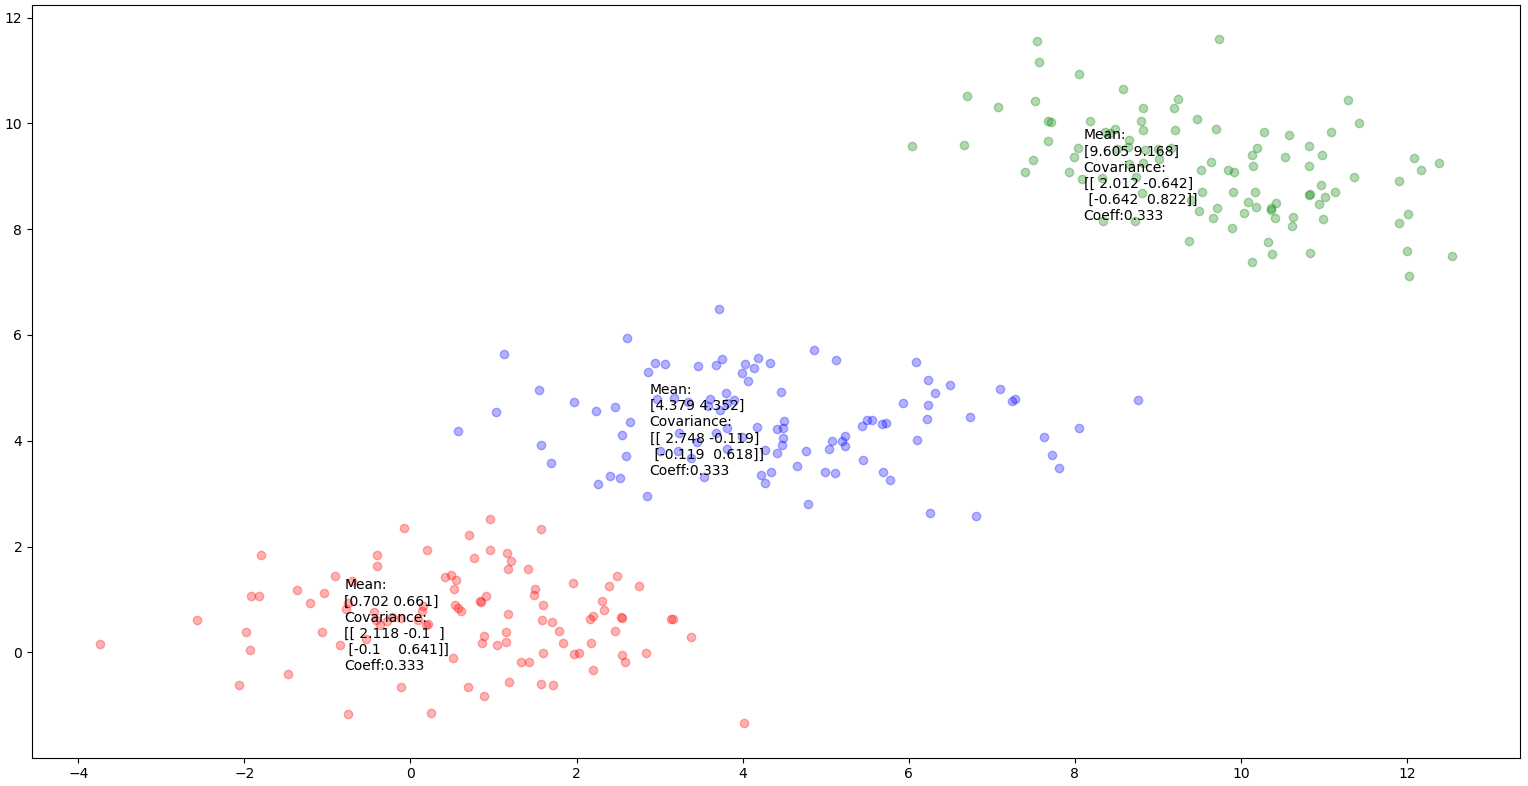 12
10
8
6
4
2
0
Mean:
[9.605 9.168]
Covariance:
[[ 2.012 -0.642]
[-0.642  0.822]]
Coeff:0.333
Mean:
[4.379 4.352]
Covariance:
[[ 2.748 -0.119]
[-0.119  0.618]]
Coeff:0.333
Mean:
[0.702 0.661]
Covariance:
[[ 2.118 -0.1  ]
[-0.1    0.641]]
Coeff:0.333
−4 −2 0 2 4 6 8 10 12